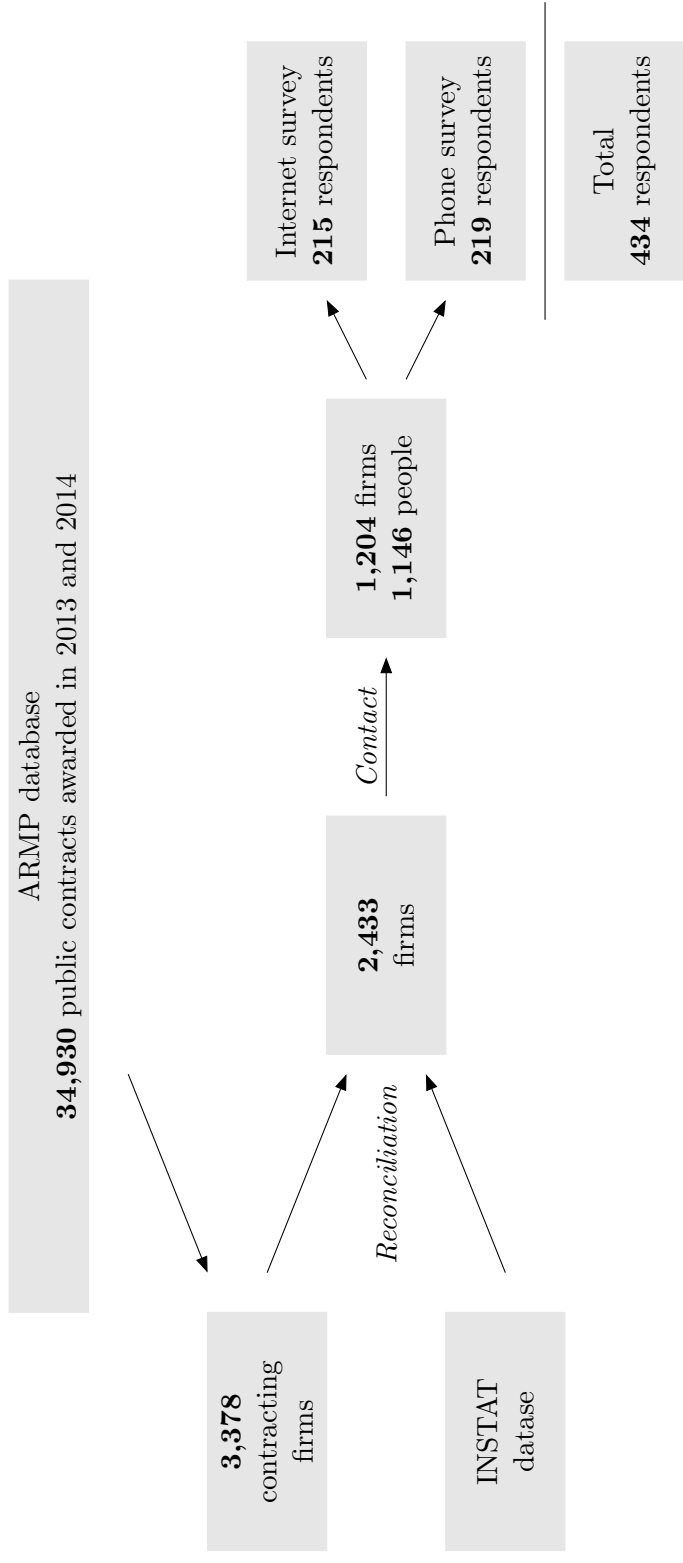 ARMP database
34,930 public contracts awarded in 2013 and 2014
3,378
contracting
firms
INSTAT
datase
Reconciliation
2,433
firms
Contact
1,204 firms
1,146 people
Internet survey
215 respondents
Phone survey
219 respondents
Total
434 respondents